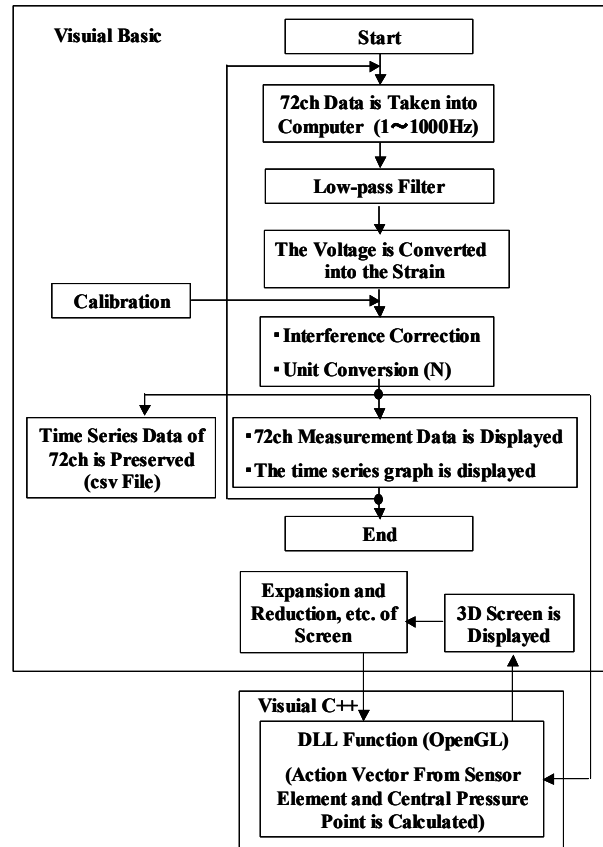 Visuial Basic
Start
72ch Data is Taken into
Computer (1～1000Hz)
Low-pass Filter
The Voltage is Converted
into the Strain
Calibration
・Interference Correction
・Unit Conversion (N)
Time Series Data of
72ch is Preserved
(csv File)
・72ch Measurement Data is Displayed
・The time series graph is displayed
End
Expansion and
Reduction, etc. of
Screen
3D Screen is
Displayed
Visuial C++
DLL Function (OpenGL)
(Action Vector From Sensor
Element and Central Pressure
Point is Calculated)